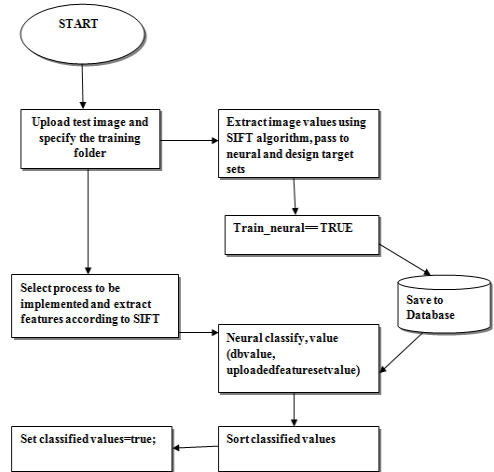 START
Upload test image and
specify the training
folder
Extract image values using
SIFT algorithm, pass to
neural and design target
sets
Train_neural== TRUE
Select process to be
implemented and extract
features according to SIFT
Save to
Database
Neural classify, value
(dbvalue,
uploadedfeaturesetvalue)
Set classified values=true;
Sort classified values